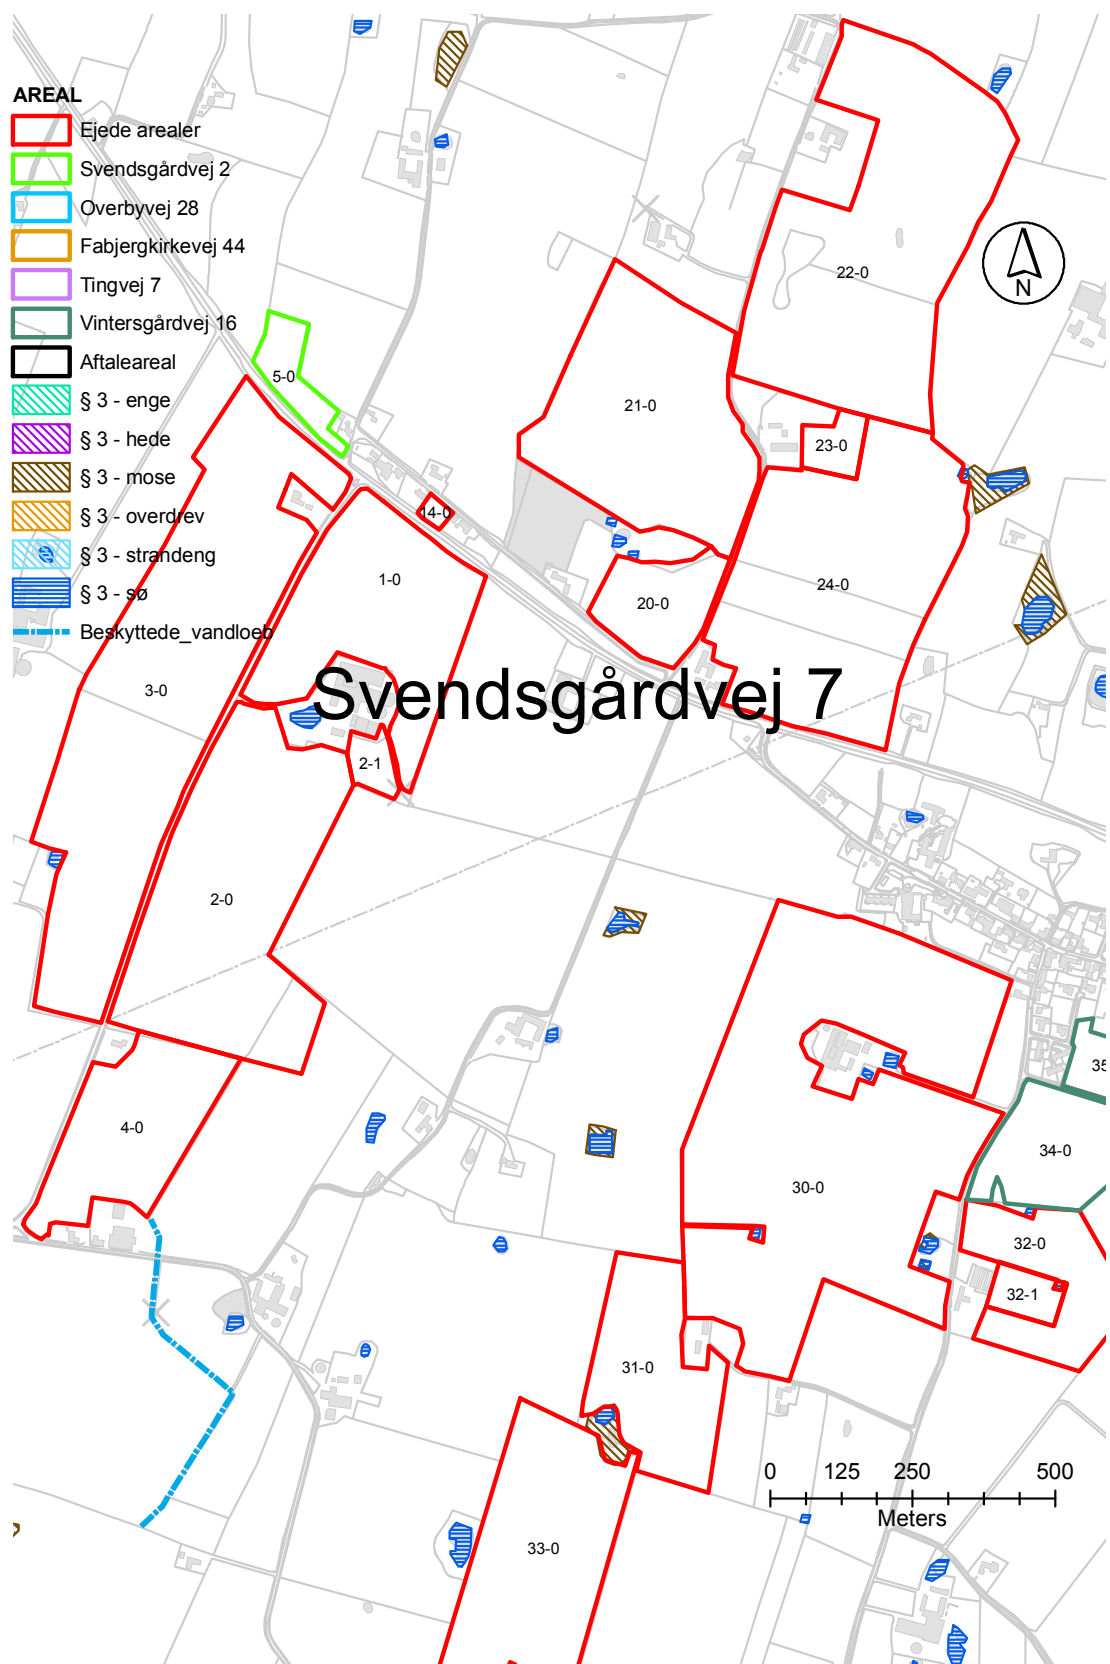 AREAL
Ejede arealer
Svendsgårdvej 2
Overbyvej 28
Fabjergkirkevej 44
Tingvej 7
Vintersgårdvej 16
Aftaleareal
§ 3 - enge
§ 3 - hede
§ 3 - mose
§ 3 - overdrev
§ 3 - strandeng
§ 3 - sø
Beskyttede_vandloeb
N
22-0
5-0
21-0
23-0
14-0
1-0
24-0
20-0
3-0
Svendsgårdvej 7
2-1
2-0
35
4-0
34-0
30-0
32-0
32-1
31-0
0 125 250 500
Meters
33-0